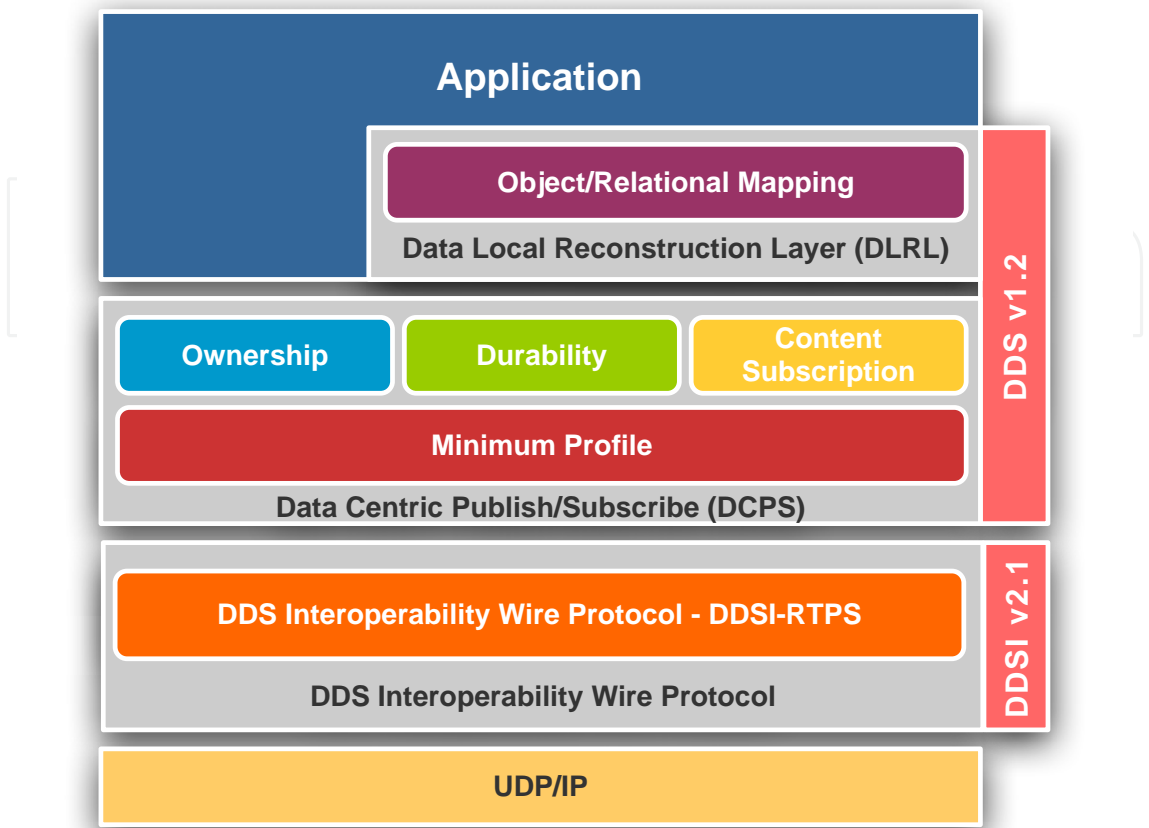 Application
Object/Relational Mapping
Data Local Reconstruction Layer (DLRL)
DDS v1.2
Ownership
Durability
Content
Subscription
Minimum Profile
Data Centric Publish/Subscribe (DCPS)
DDS Interoperability Wire Protocol - DDSI-RTPS
DDS Interoperability Wire Protocol
DDSI v2.1
UDP/IP